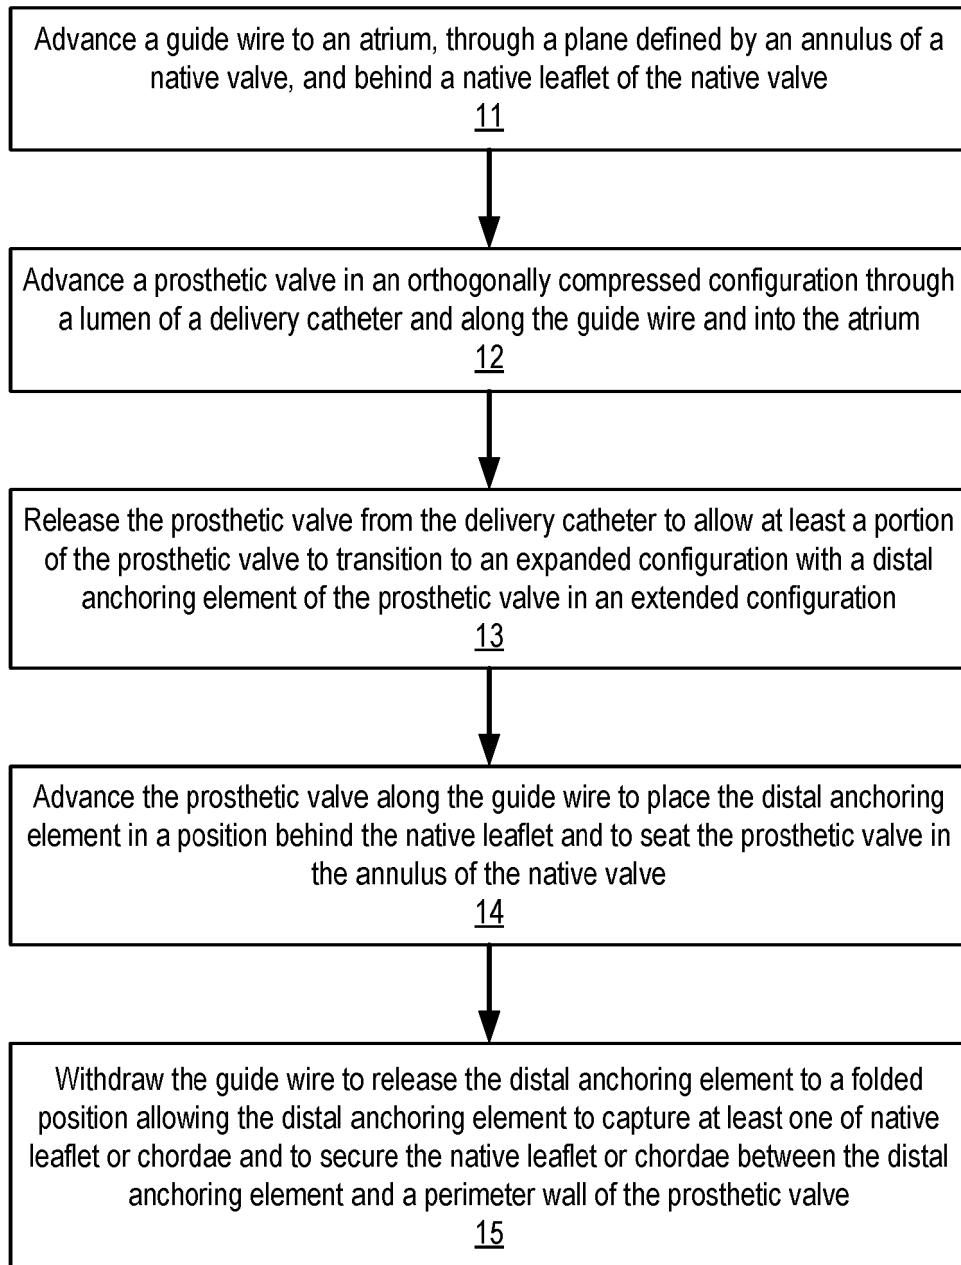 Advance a guide wire to an atrium, through a plane defined by an annulus of a
native valve, and behind a native leaflet of the native valve
11
Advance a prosthetic valve in an orthogonally compressed configuration through
a lumen of a delivery catheter and along the guide wire and into the atrium
12
Release the prosthetic valve from the delivery catheter to allow at least a portion
of the prosthetic valve to transition to an expanded configuration with a distal
anchoring element of the prosthetic valve in an extended configuration
13
Advance the prosthetic valve along the guide wire to place the distal anchoring
element in a position behind the native leaflet and to seat the prosthetic valve in
the annulus of the native valve
14
Withdraw the guide wire to release the distal anchoring element to a folded
position allowing the distal anchoring element to capture at least one of native
leaflet or chordae and to secure the native leaflet or chordae between the distal
anchoring element and a perimeter wall of the prosthetic valve
15